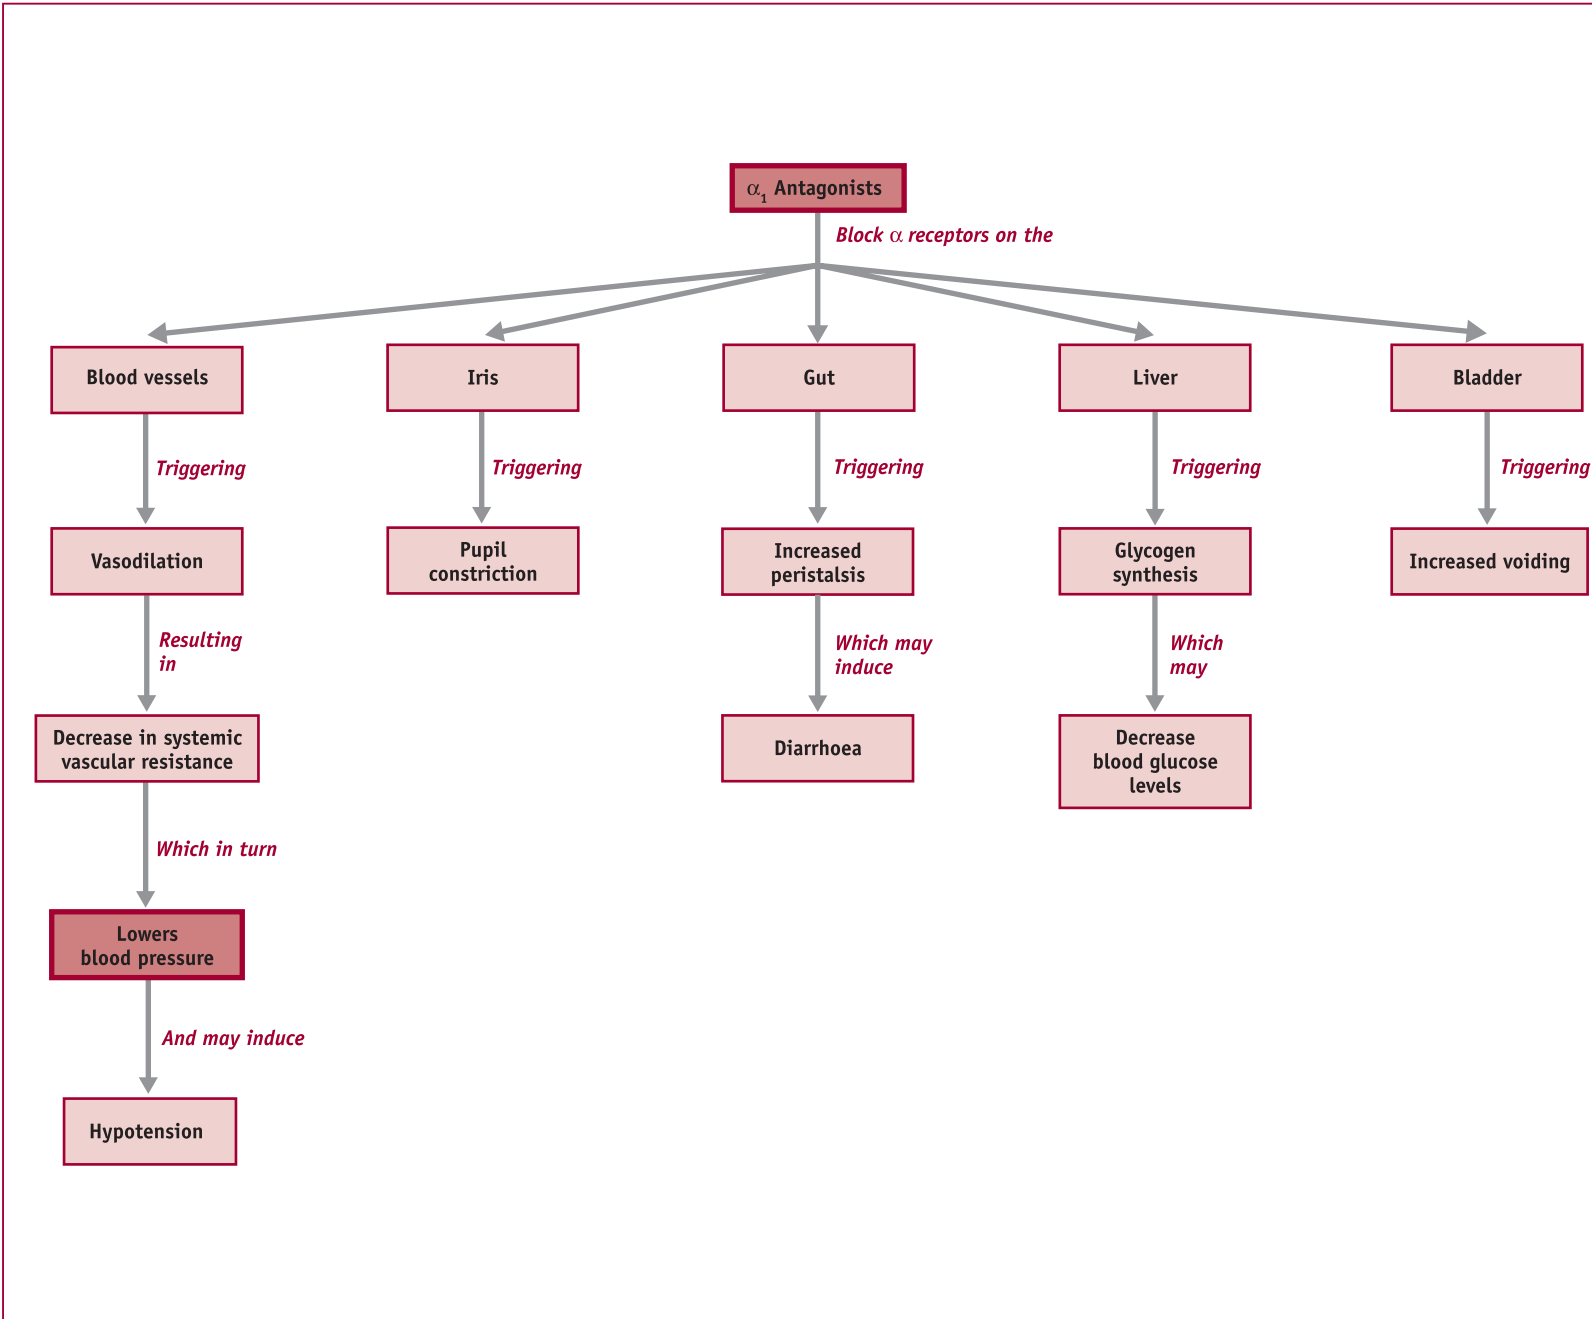 α1 Antagonists
Block α receptors on the
Blood vessels
Iris
Gut
Liver
Bladder
Triggering
Triggering
Triggering
Triggering
Triggering
Vasodilation
Pupil
constriction
Increased
peristalsis
Glycogen
synthesis
Increased voiding
Resulting
in
Which may
induce
Which
may
Decrease in systemic
vascular resistance
Diarrhoea
Decrease
blood glucose
levels
Which in turn
Lowers
blood pressure
And may induce
Hypotension